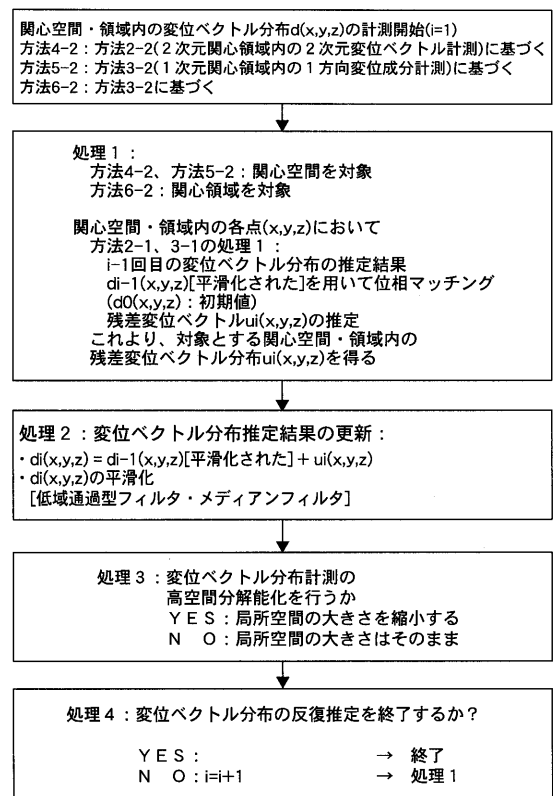 関心空間・領域内の変位ベクトル分布d(x,y,z)の計測開始(i=1)
方法4-2：方法2-2(２次元関心領域内の２次元変位ベクトル計測)に基づく
方法5-2：方法3-2(１次元関心領域内の１方向変位成分計測)に基づく
方法6-2：方法3-2に基づく
処理１：
方法4-2、方法5-2：関心空間を対象
方法6-2：関心領域を対象
関心空間・領域内の各点(x,y,z)において
方法2-1、3-1の処理１：
i-1回目の変位ベクトル分布の推定結果
di-1(x,y,z)[平滑化された]を用いて位相マッチング
(d0(x,y,z)：初期値)
残差変位ベクトルui(x,y,z)の推定
これより、対象とする関心空間・領域内の
残差変位ベクトル分布ui(x,y,z)を得る
処理２：変位ベクトル分布推定結果の更新：
・di(x,y,z) = di-1(x,y,z)[平滑化された] + ui(x,y,z)
・di(x,y,z)の平滑化
[低域通過型フィルタ・メディアンフィルタ]
処理３：変位ベクトル分布計測の
高空間分解能化を行うか
ＹＥＳ：局所空間の大きさを縮小する
Ｎ　Ｏ：局所空間の大きさはそのまま
処理４：変位ベクトル分布の反復推定を終了するか？
ＹＥＳ：　→　終了
Ｎ　Ｏ：i=i+1　→　処理１